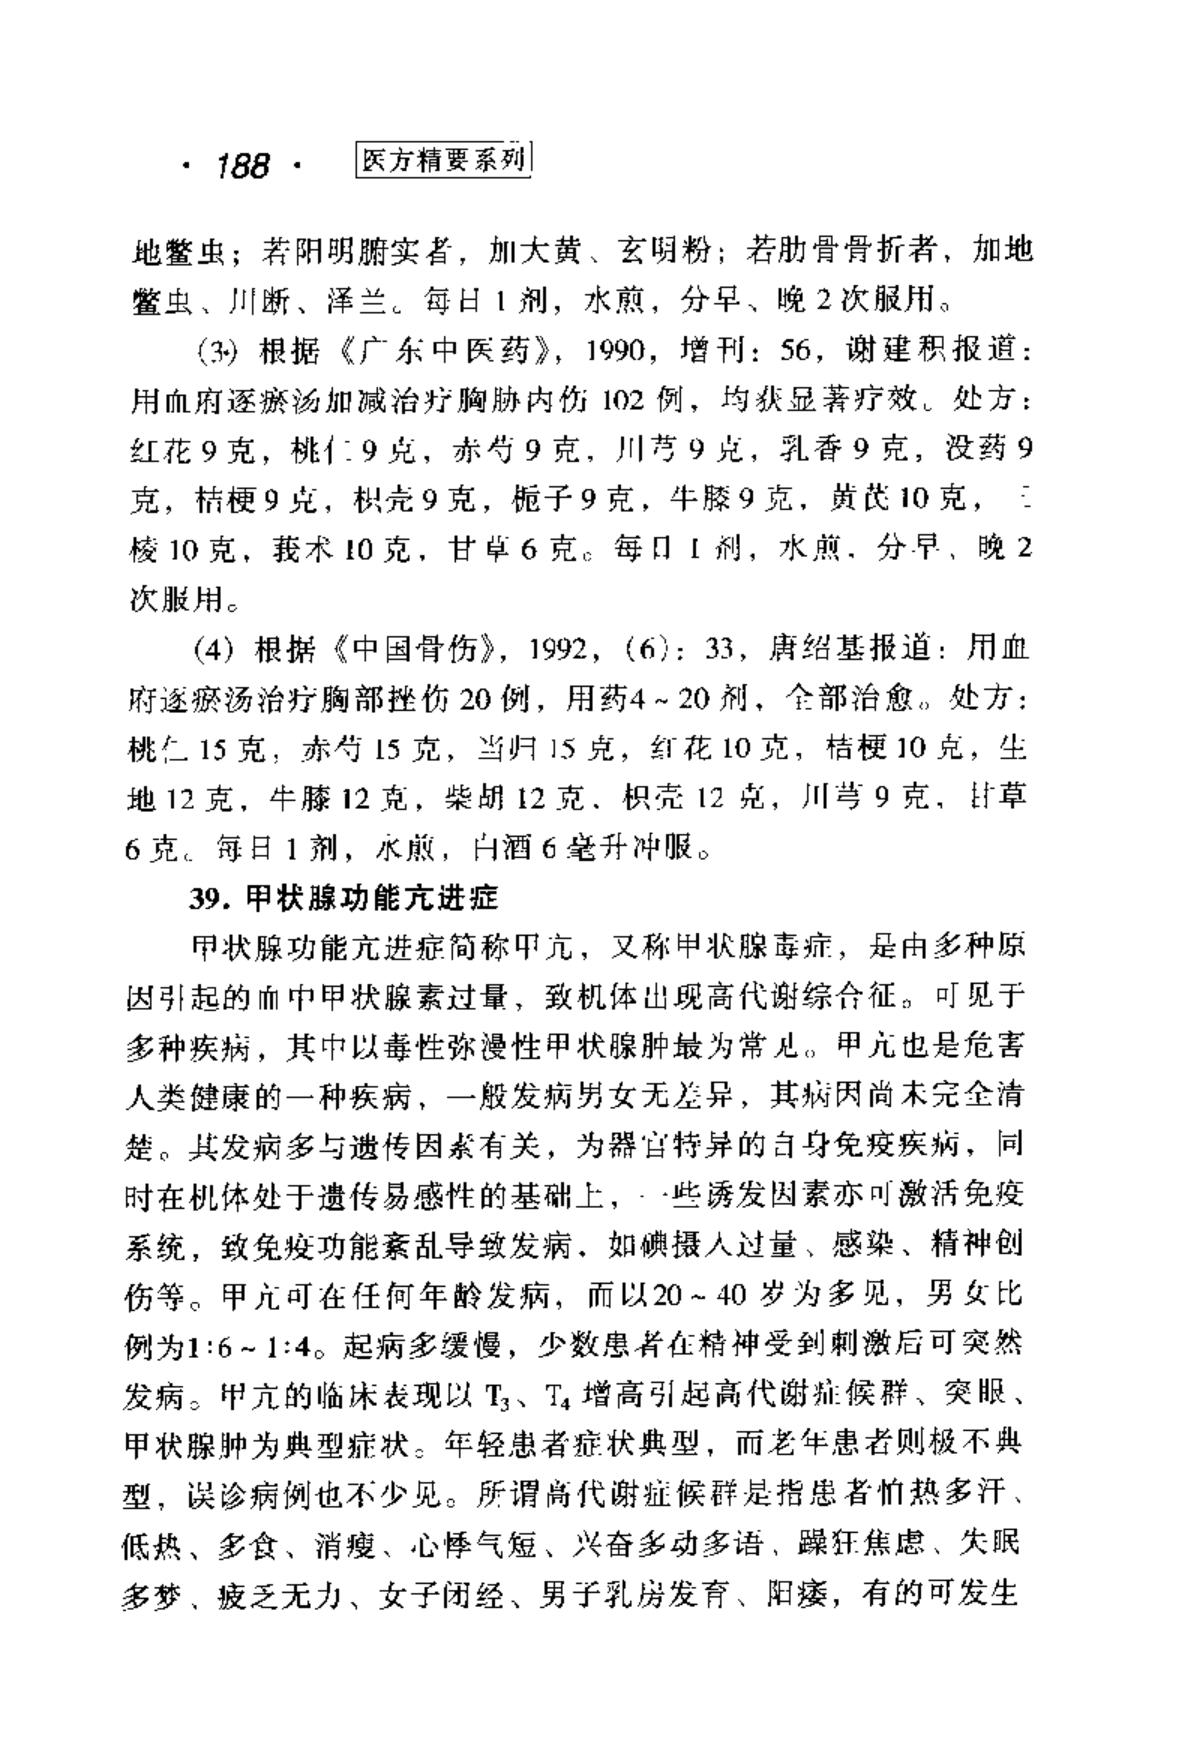 · 188 · 医方精要系列
地鳖虫；若阳明腑实者，加大黄、玄明粉；若肋骨骨折者，加地
鳖虫、川断、泽兰。每日 1 剂，水煎，分早、晚 2 次服用。
(3) 根据《广东中医药》，1990，增刊：56，谢建积报道：
用血府逐瘀汤加减治疗胸胁内伤 102 例，均获显著疗效。处方：
红花 9 克，桃仁 9 克，赤芍 9 克，川芎 9 克，乳香 9 克，没药 9
克，桔梗 9 克，枳壳 9 克，栀子 9 克，牛膝 9 克，黄芪 10 克，三
棱 10 克，莪术 10 克，甘草 6 克。每日 1 剂，水煎，分早、晚 2
次服用。
(4) 根据《中国骨伤》，1992，(6)：33，唐绍基报道：用血
府逐瘀汤治疗胸部挫伤 20 例，用药4 ~ 20 剂，全部治愈。处方：
桃仁 15 克，赤芍 15 克，当归 15 克，红花 10 克，桔梗 10 克，生
地 12 克，牛膝 12 克，柴胡 12 克、枳壳 12 克，川芎 9 克，甘草
6 克。每日 1 剂，水煎，白酒 6 毫升冲服。
39. 甲状腺功能亢进症
甲状腺功能亢进症简称甲亢，又称甲状腺毒症，是由多种原
因引起的血中甲状腺素过量，致机体出现高代谢综合征。可见于
多种疾病，其中以毒性弥漫性甲状腺肿最为常见。甲亢也是危害
人类健康的一种疾病，一般发病男女无差异，其病因尚未完全清
楚。其发病多与遗传因素有关，为器官特异的自身免疫疾病，同
时在机体处于遗传易感性的基础上，一些诱发因素亦可激活免疫
系统，致免疫功能紊乱导致发病，如碘摄入过量、感染、精神创
伤等。甲亢可在任何年龄发病，而以20 ~ 40 岁为多见，男女比
例为1:6 ~ 1:4。起病多缓慢，少数患者在精神受到刺激后可突然
发病。甲亢的临床表现以 T₃、T₄ 增高引起高代谢症候群、突眼、
甲状腺肿为典型症状。年轻患者症状典型，而老年患者则极不典
型，误诊病例也不少见。所谓高代谢症候群是指患者怕热多汗、
低热、多食、消瘦、心悸气短、兴奋多动多语、躁狂焦虑、失眠
多梦、疲乏无力、女子闭经、男子乳房发育、阳痿，有的可发生